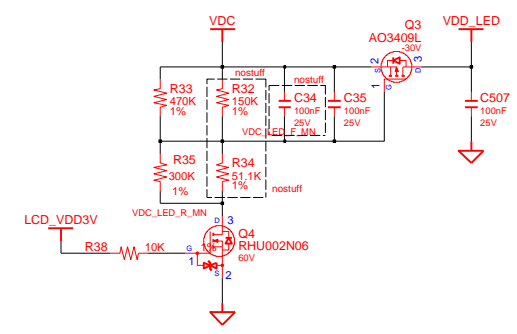 VDC
Q3
VDD_LED
AO3409L
-30V
2
3
S
D
1
G
nostuff
nostuff
R33
470K
1%
R32
150K
1%
C34
100nF
25V
C35
100nF
25V
C507
100nF
25V
VDC_LED_F_MN
R35
300K
1%
R34
51.1K
1%
nostuff
VDC_LED_R_MN
LCD_VDD3V
D
3
Q4
RHU002N06
60V
R38
10K
1%
G
1
S
2